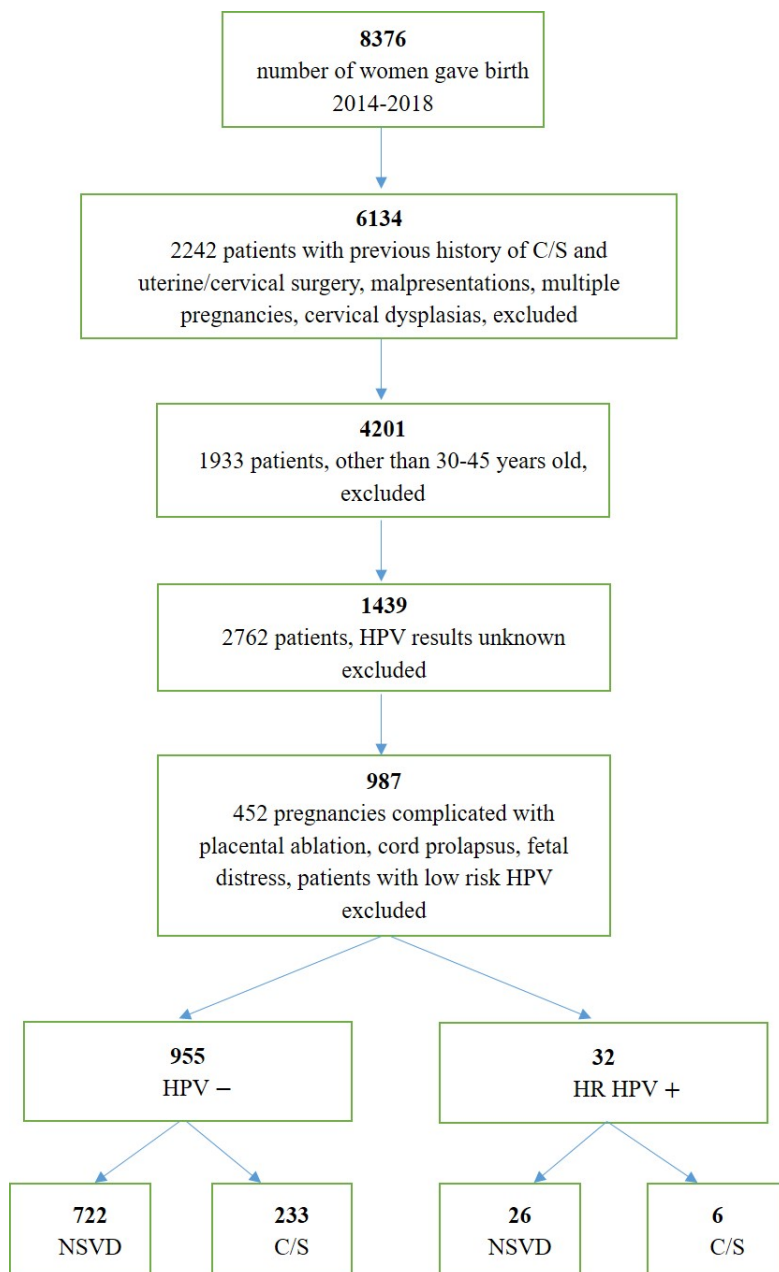 8376
number of women gave birth
2014-2018
6134
2242 patients with previous history of C/S and
uterine/cervical surgery, malpresentations, multiple
pregnancies, cervical dysplasias, excluded
4201
1933 patients, other than 30-45 years old,
excluded
1439
2762 patients, HPV results unknown
excluded
987
452 pregnancies complicated with
placental ablation, cord prolapsus, fetal
distress, patients with low risk HPV
excluded
955
HPV −
32
HR HPV +
722
NSVD
233
C/S
26
NSVD
6
C/S